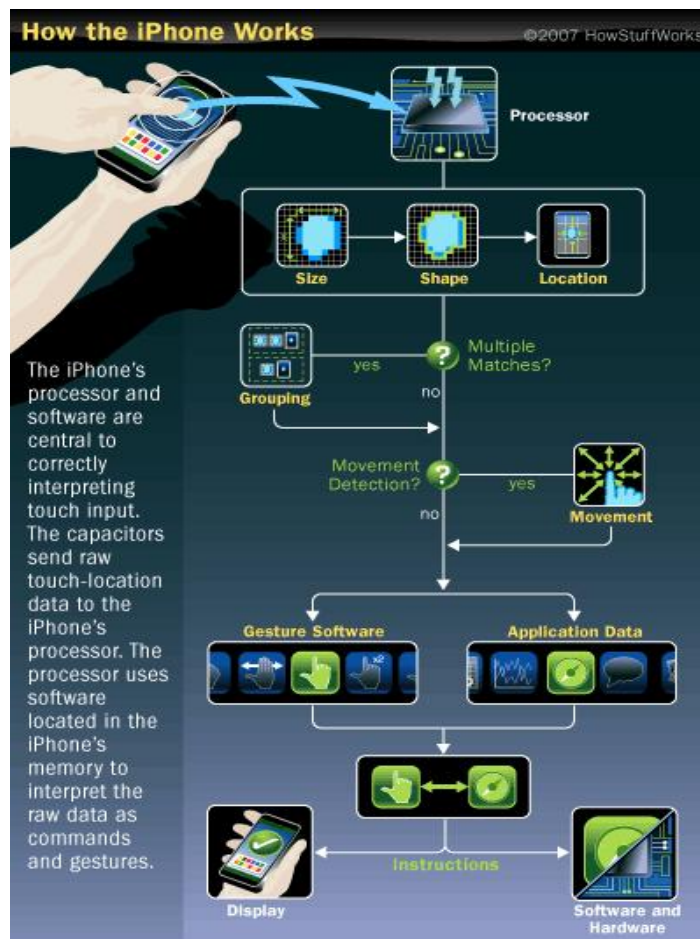 How the iPhone Works
©2007 HowStuffWorks
Processor
Size
Shape
Location
Multiple
Matches?
yes
Grouping
no
Movement
Detection?
yes
Movement
no
The iPhone's
processor and
software are
central to
correctly
interpreting
touch input.
The capacitors
send raw
touch-location
data to the
iPhone's
processor. The
processor uses
software
located in the
iPhone's
memory to
interpret the
raw data as
commands
and gestures.
Gesture Software
Application Data
x2
Instructions
Display
Software and
Hardware